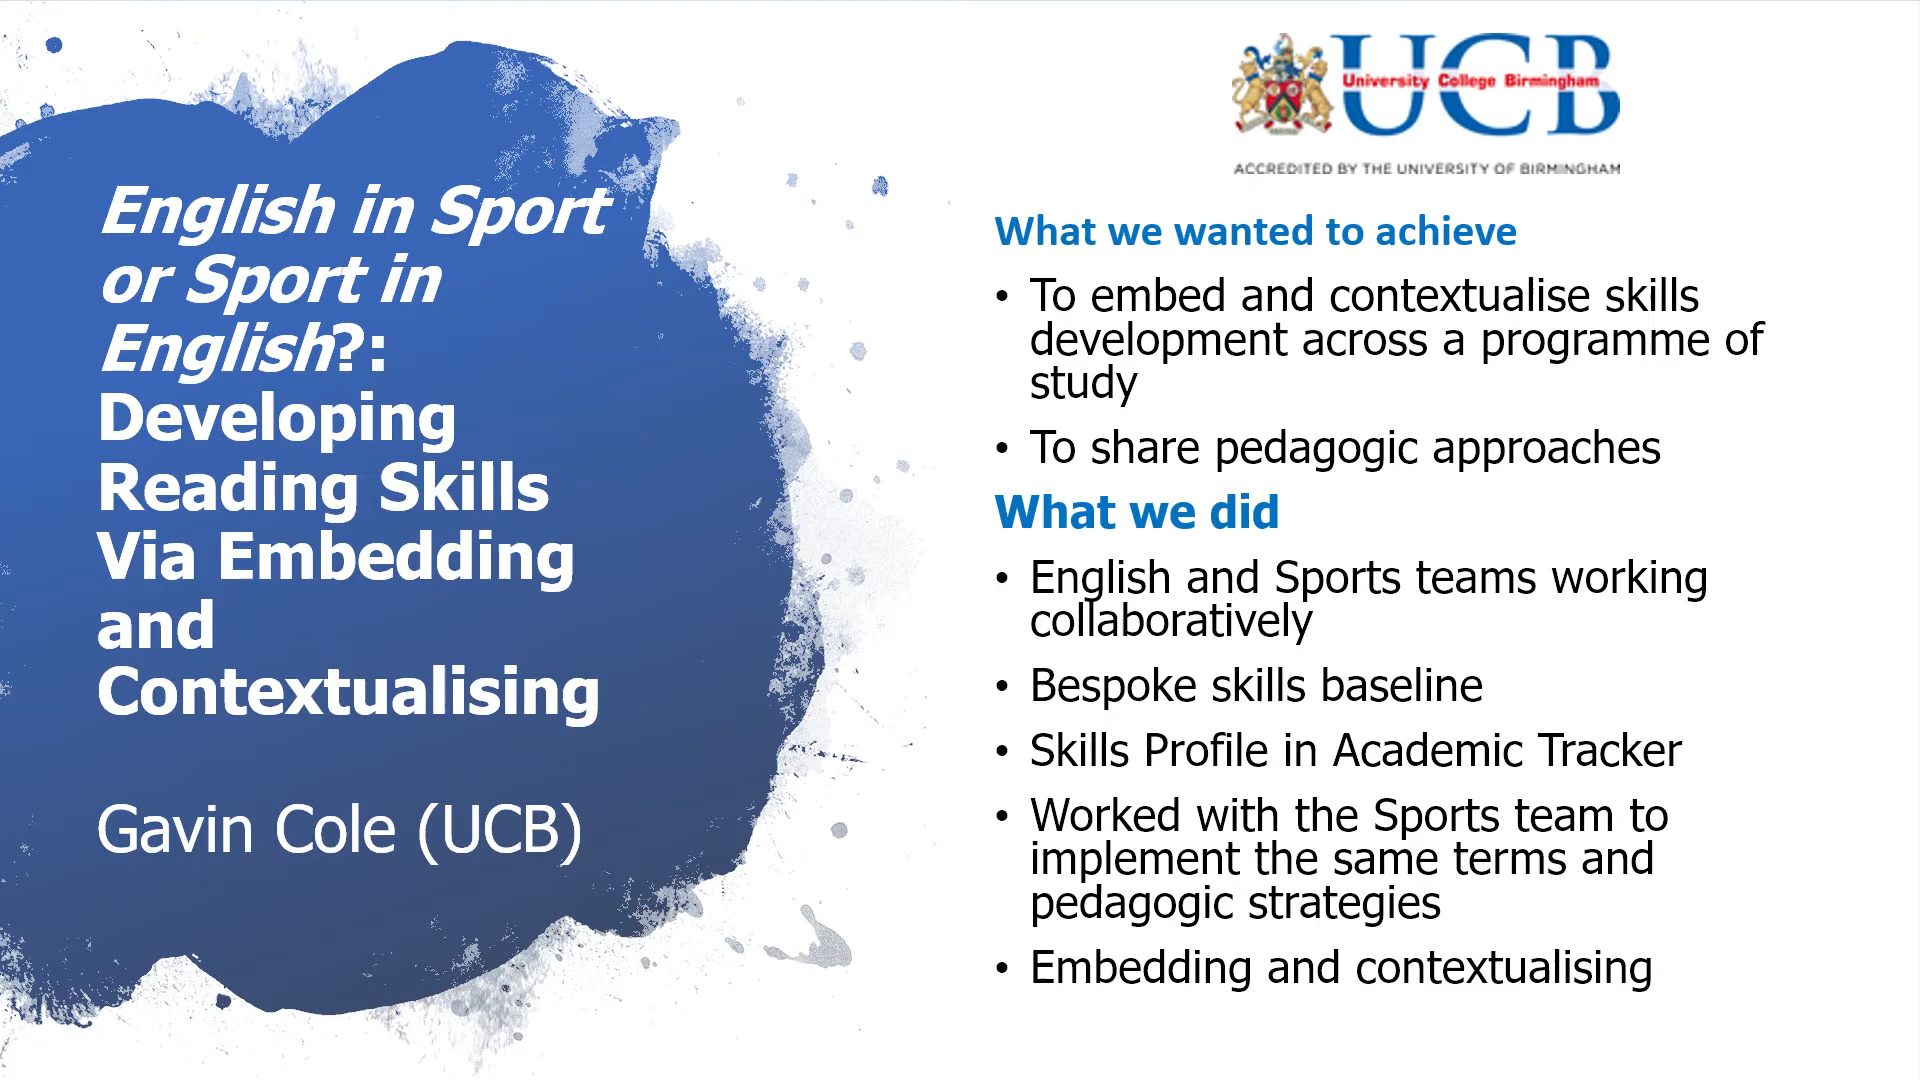 English in Sport
or Sport in
English?:
Developing
Reading Skills
Via Embedding
and
Contextualising
Gavin Cole (UCB)
UCB
University College Birmingham
ACCREDITED BY THE UNIVERSITY OF BIRMINGHAM
What we wanted to achieve
• To embed and contextualise skills
development across a programme of
study
• To share pedagogic approaches
What we did
• English and Sports teams working
collaboratively
• Bespoke skills baseline
• Skills Profile in Academic Tracker
• Worked with the Sports team to
implement the same terms and
pedagogic strategies
• Embedding and contextualising